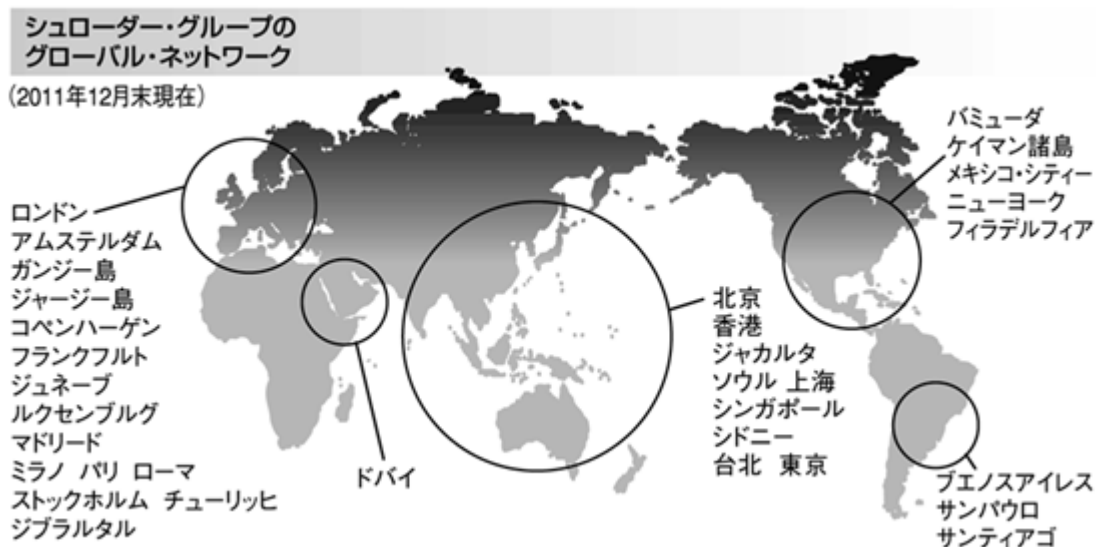 シュローダー・グループの
グローバル・ネットワーク
(2011年12月末現在)
ロンドン
アムステルダム
ガンジー島
ジャージー島
コペンハーゲン
フランクフルト
ジュネーブ
ルクセンブルグ
マドリード
ミラノ パリ ローマ
ストックホルム チューリッヒ
ジブラルタル
ドバイ
北京
香港
ジャカルタ
ソウル 上海
シンガポール
シドニー
台北 東京
バミューダ
ケイマン諸島
メキシコ・シティー
ニューヨーク
フィラデルフィア
ブエノスアイレス
サンパウロ
サンティアゴ